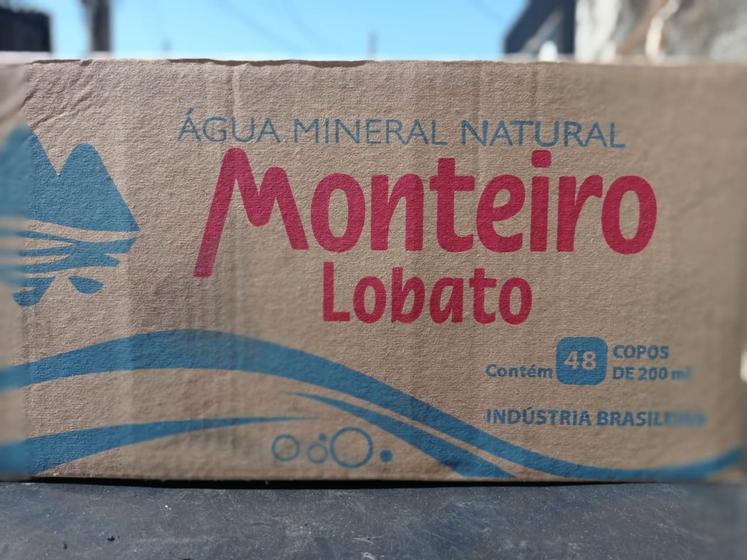 ÁGUA MINERAL NATURAL
Monteiro
Lobato
Contém 48 COPOS
DE 200 ml
INDÚSTRIA BRASILEIRA